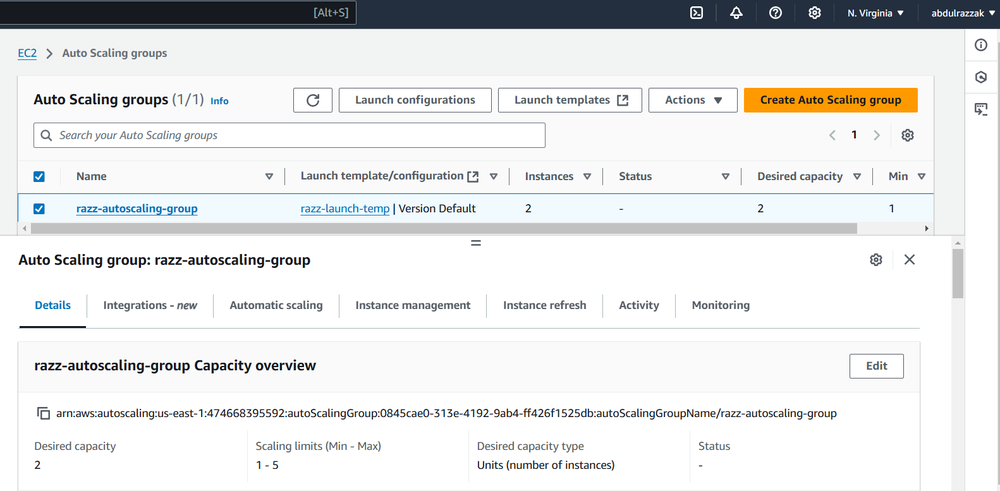 [Alt+S] N. Virginia abdulrazzak
EC2 Auto Scaling groups
Auto Scaling groups (1/1) Info Launch configurations Launch templates Actions Create Auto Scaling group
Search your Auto Scaling groups 1
Name Launch template/configuration Instances Status Desired capacity Min
razz-autoscaling-group razz-launch-temp | Version Default 2 - 2 1
Auto Scaling group: razz-autoscaling-group
Details Integrations - new Automatic scaling Instance management Instance refresh Activity Monitoring
razz-autoscaling-group Capacity overview Edit
arn:aws:autoscaling:us-east-1:474668395592:autoScalingGroup:0845cae0-313e-4192-9ab4-ff426f1525db:autoScalingGroupName/razz-autoscaling-group
Desired capacity Scaling limits (Min - Max) Desired capacity type Status
2 1 - 5 Units (number of instances) -